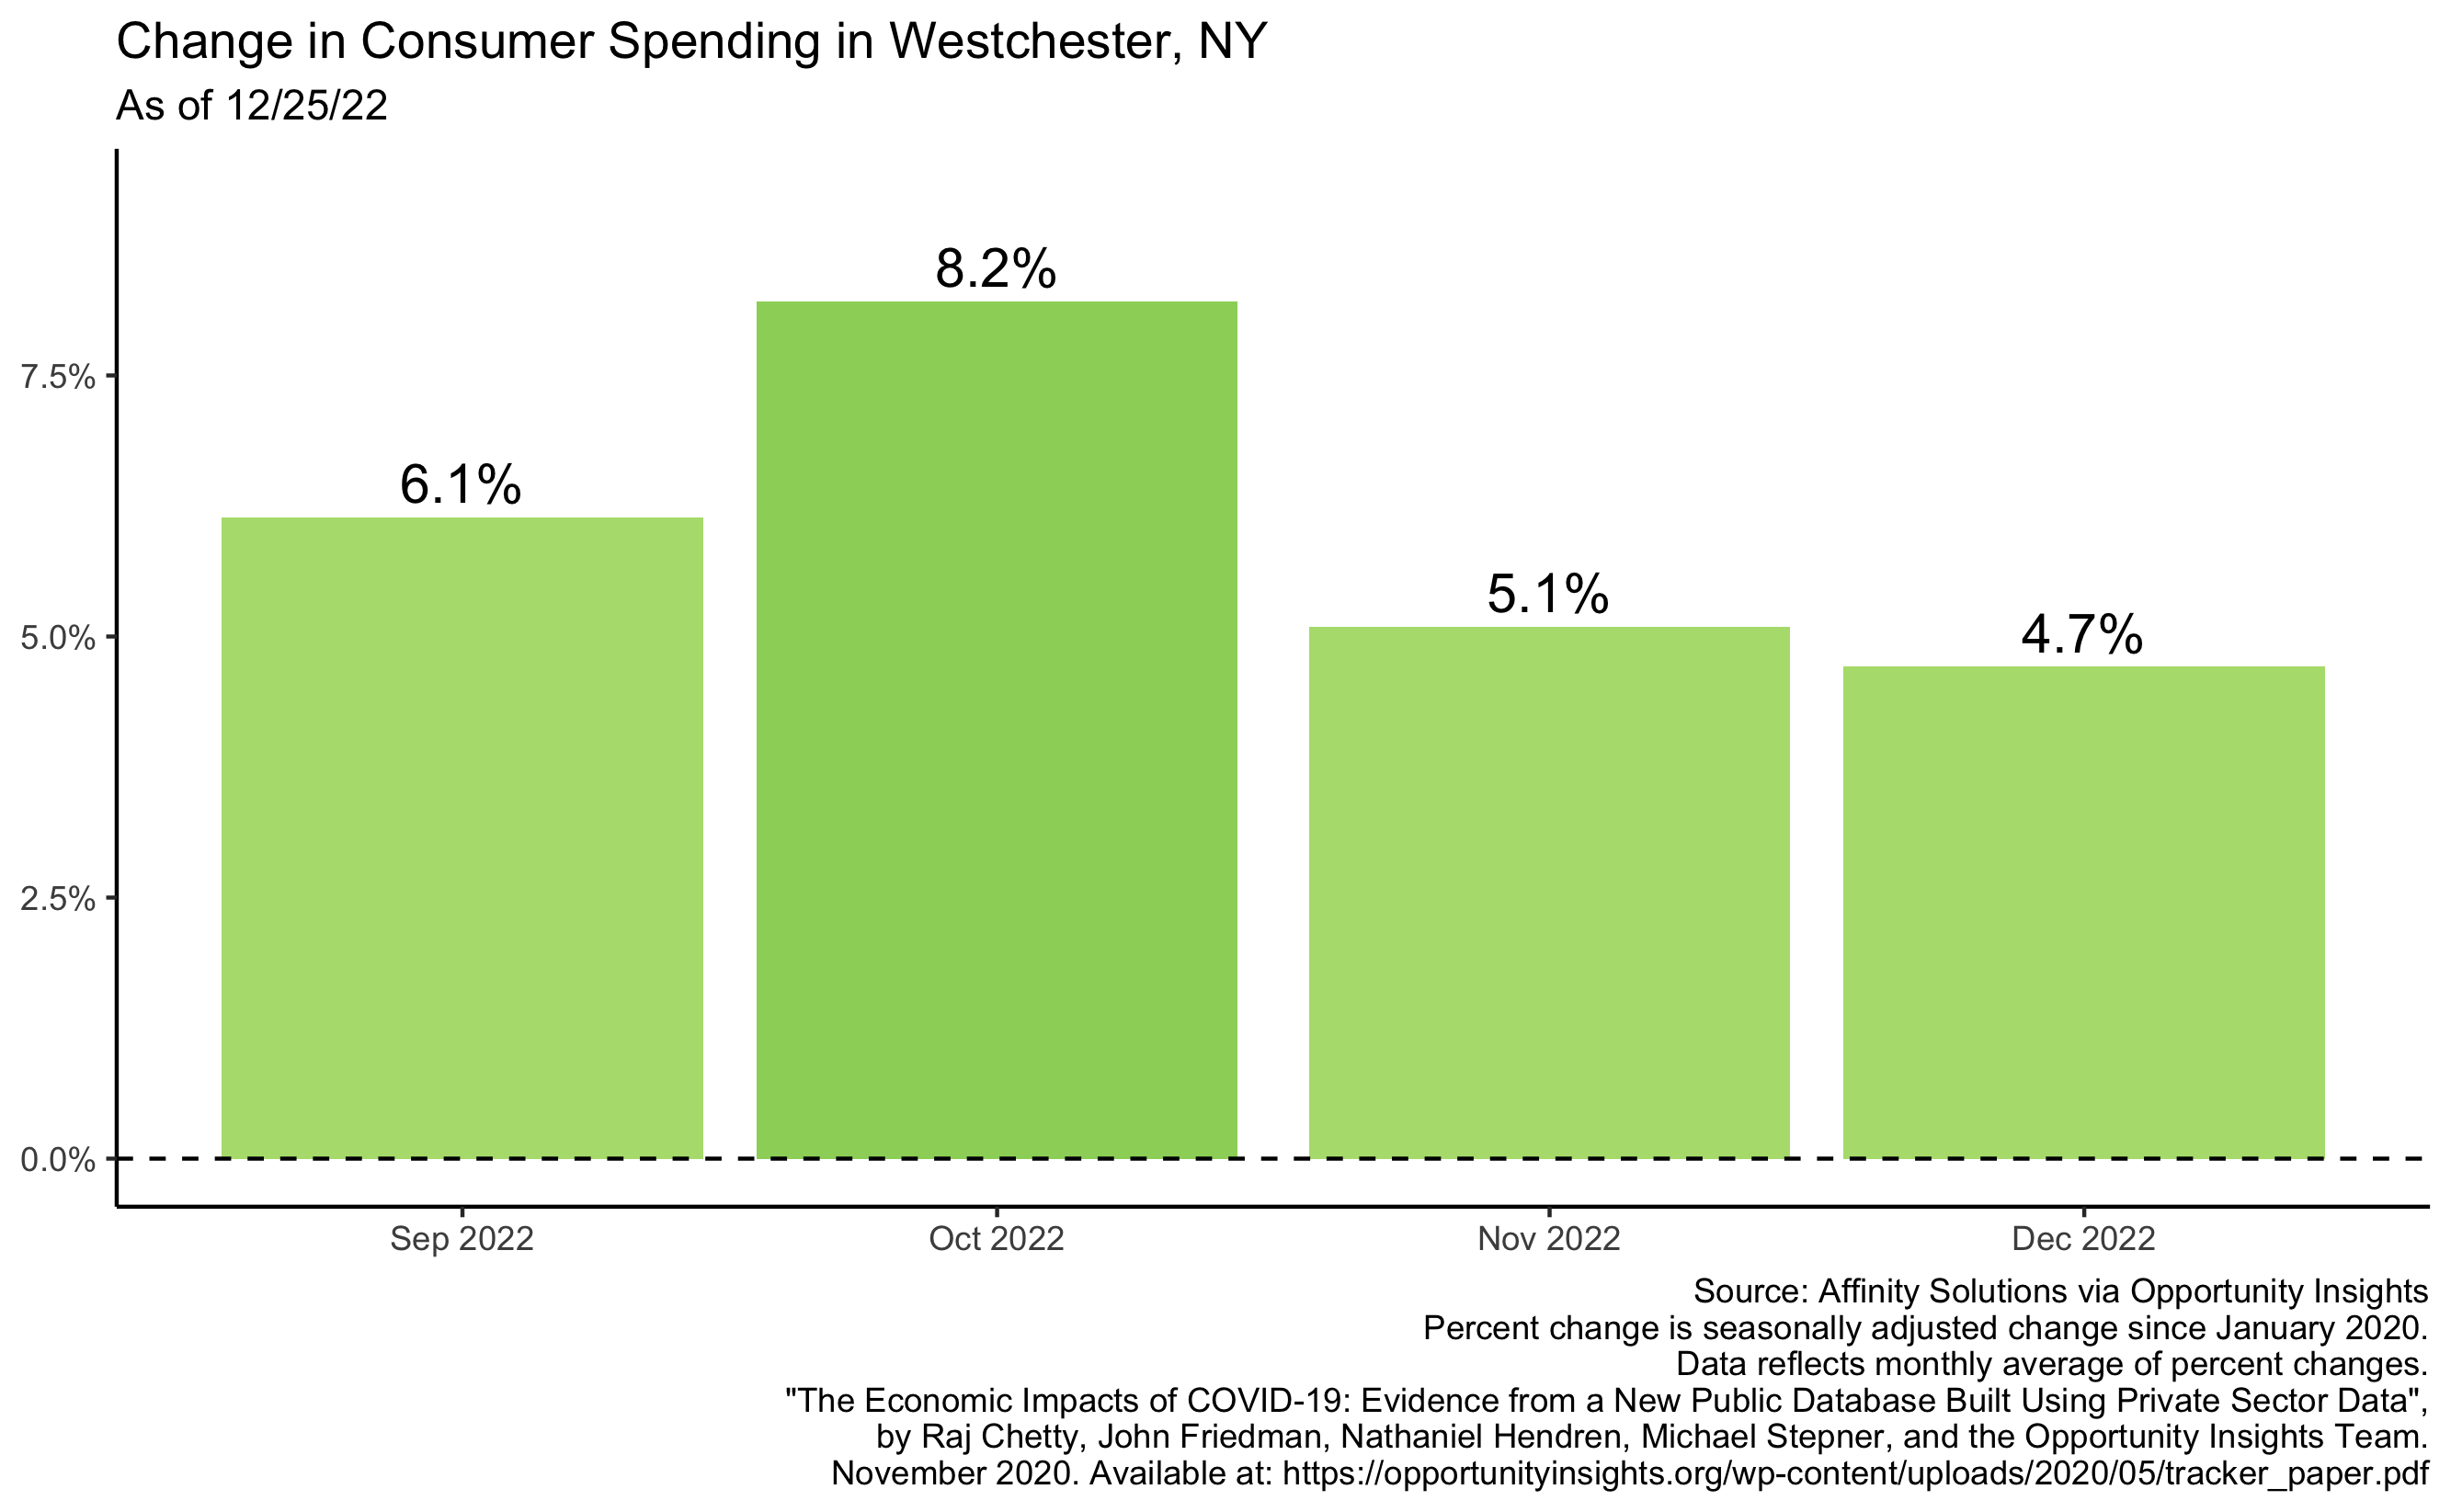 Change in Consumer Spending in Westchester, NY
As of 12/25/22
8.2%
7.5%
6.1%
5.1%
5.0%
4.7%
2.5%
0.0%
Sep 2022
Oct 2022
Nov 2022
Dec 2022
Source: Affinity Solutions via Opportunity Insights
Percent change is seasonally adjusted change since January 2020.
Data reflects monthly average of percent changes.
"The Economic Impacts of COVID-19: Evidence from a New Public Database Built Using Private Sector Data",
by Raj Chetty, John Friedman, Nathaniel Hendren, Michael Stepner, and the Opportunity Insights Team.
November 2020. Available at: https://opportunityinsights.org/wp-content/uploads/2020/05/tracker_paper.pdf